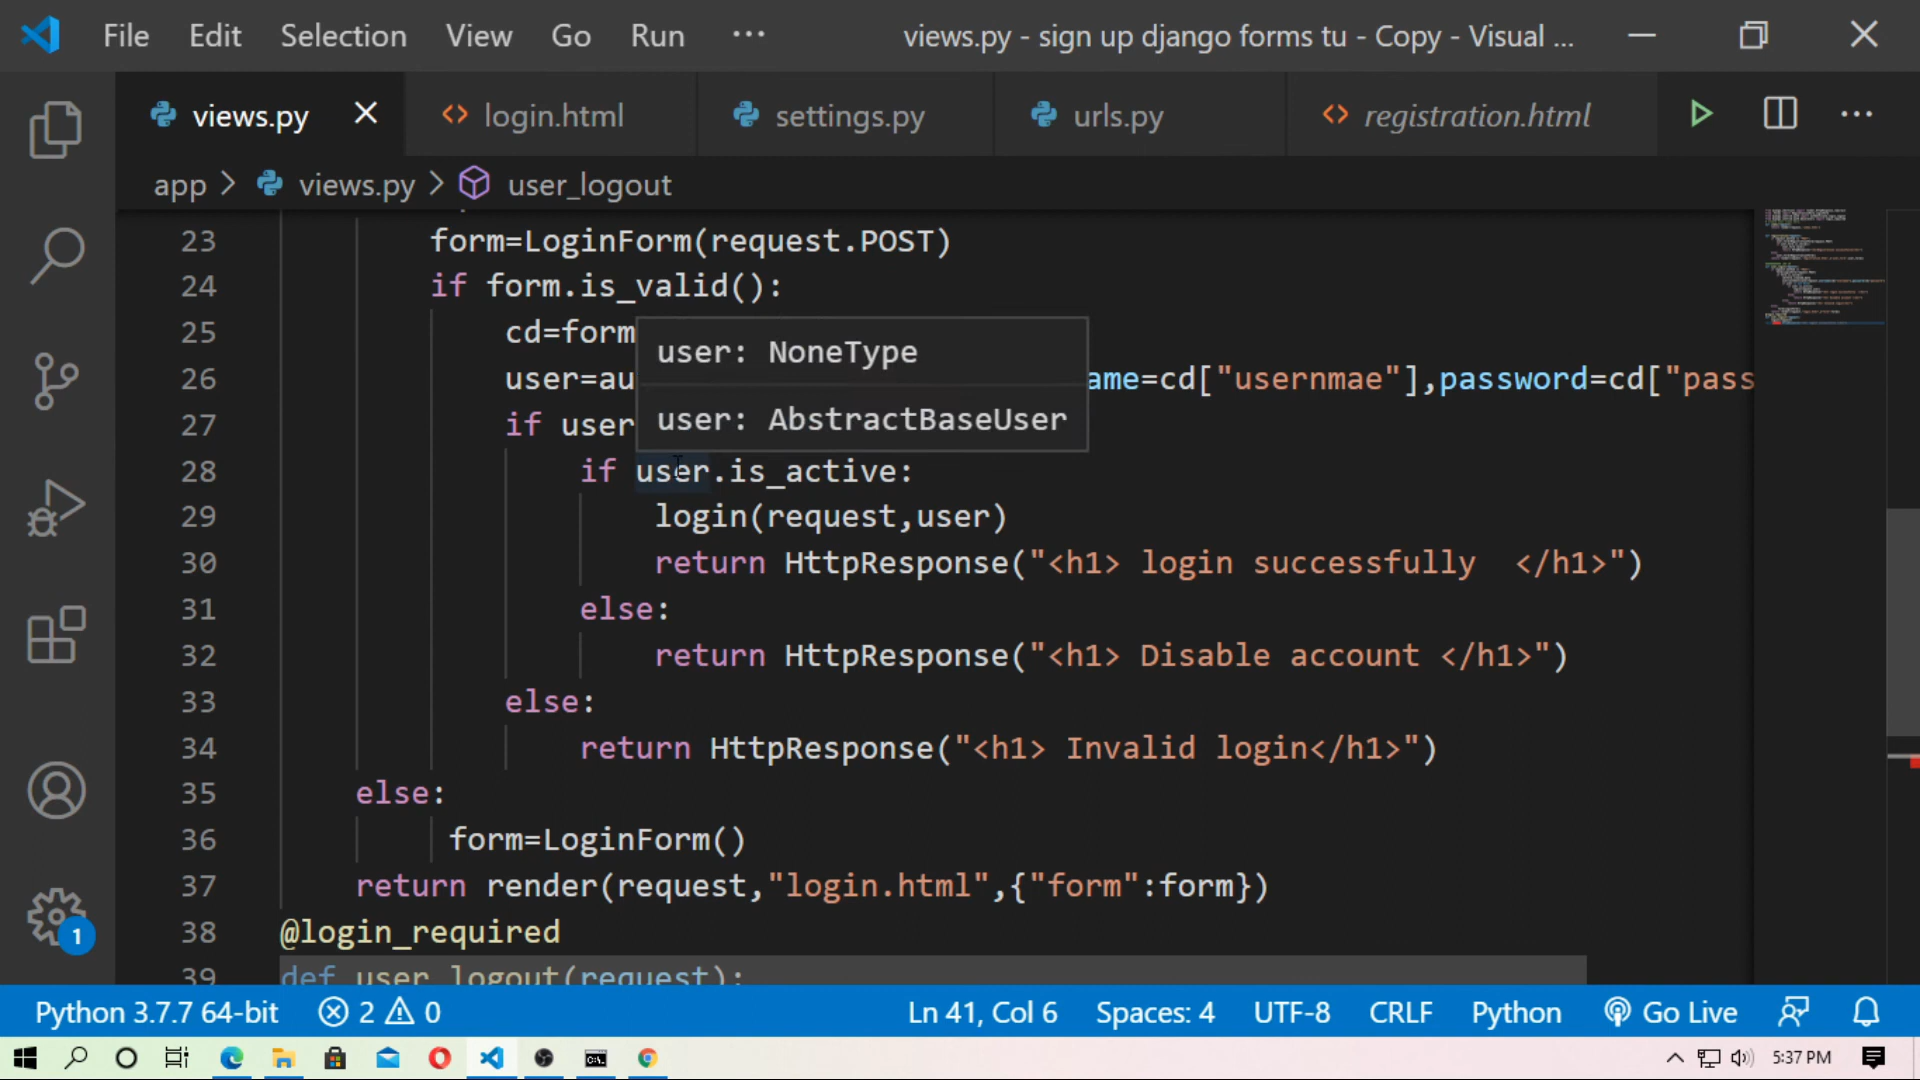 File Edit Selection View Go Run ··· views.py - sign up django forms tu - Copy - Visual ...
views.py login.html settings.py urls.py registration.html
app > views.py > user_logout
23 form=LoginForm(request.POST)
24 if form.is_valid():
25 cd=form
user: NoneType
26 user=au ame=cd["usernmae"],password=cd["pass
user: AbstractBaseUser
27 if user
28 if user.is_active:
29 login(request,user)
30 return HttpResponse("<h1> login successfully  </h1>")
31 else:
32 return HttpResponse("<h1> Disable account </h1>")
33 else:
34 return HttpResponse("<h1> Invalid login</h1>")
35 else:
36 form=LoginForm()
37 return render(request,"login.html",{"form":form})
38 @login_required
39 def user_logout(request):
1
Python 3.7.7 64-bit 2 0 Ln 41, Col 6 Spaces: 4 UTF-8 CRLF Python Go Live
5:37 PM